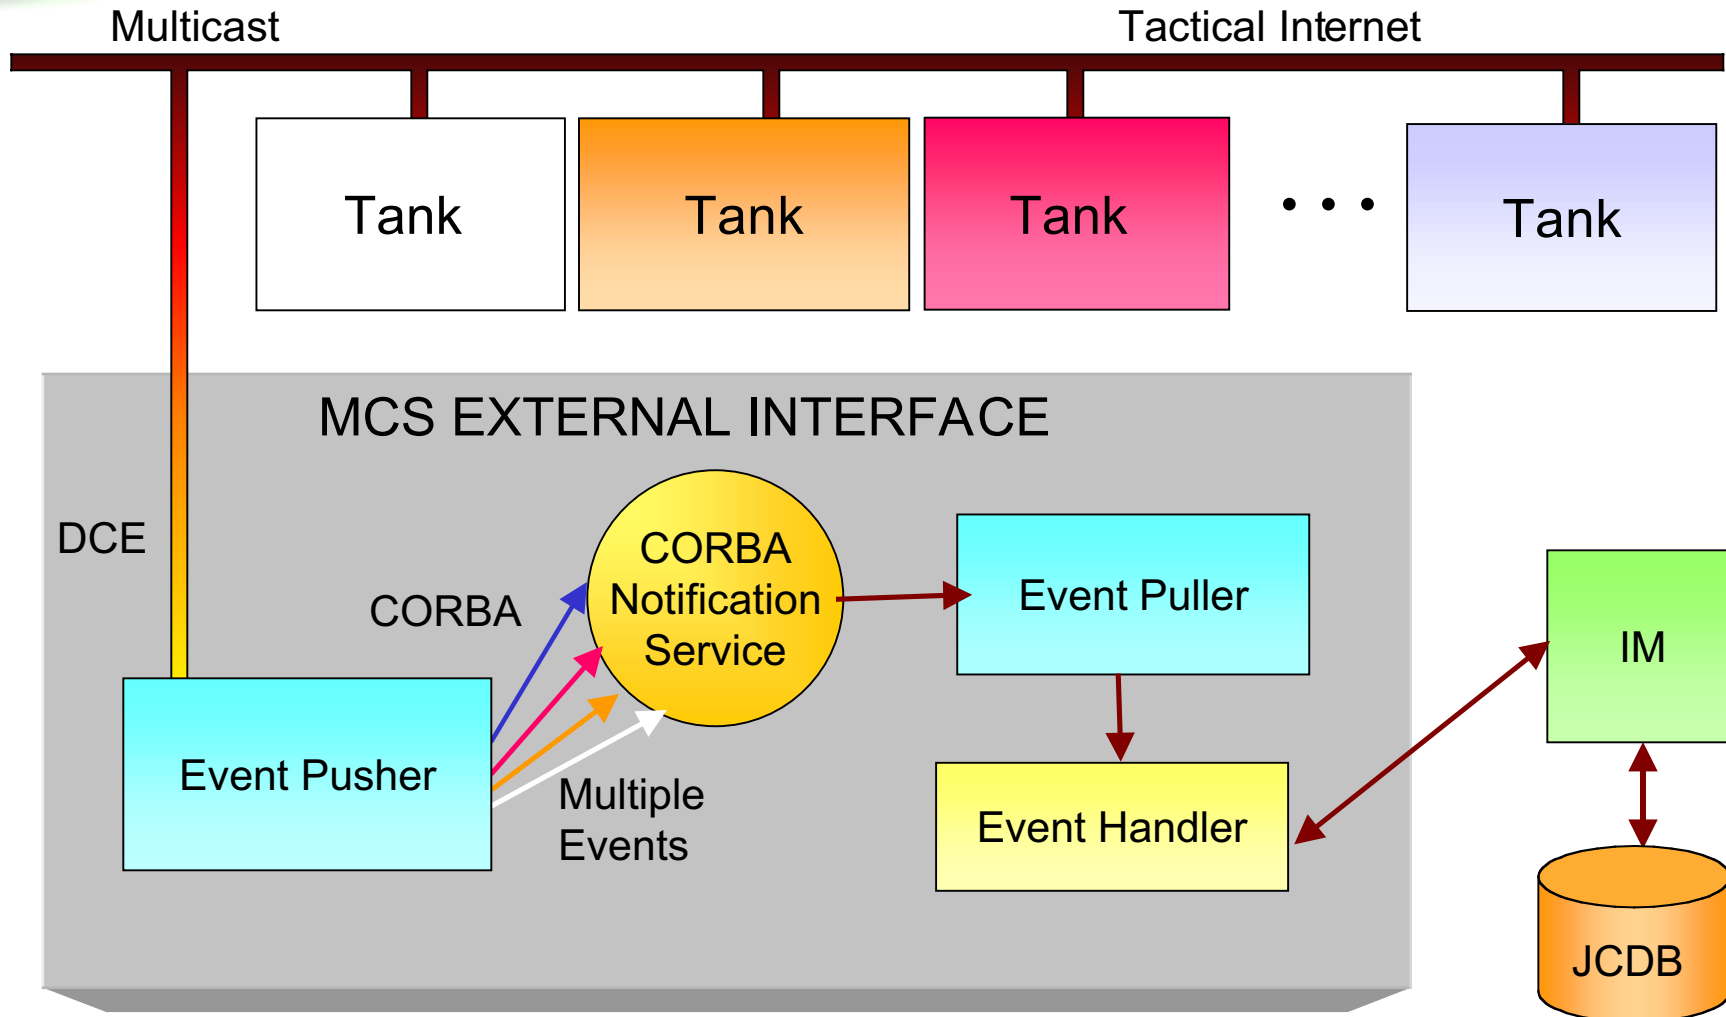 Multicast
Tactical Internet
Tank
Tank
Tank
• • •
Tank
MCS EXTERNAL INTERFACE
DCE
CORBA
CORBA
Notification
Service
Event Puller
IM
Event Pusher
Multiple
Events
Event Handler
JCDB